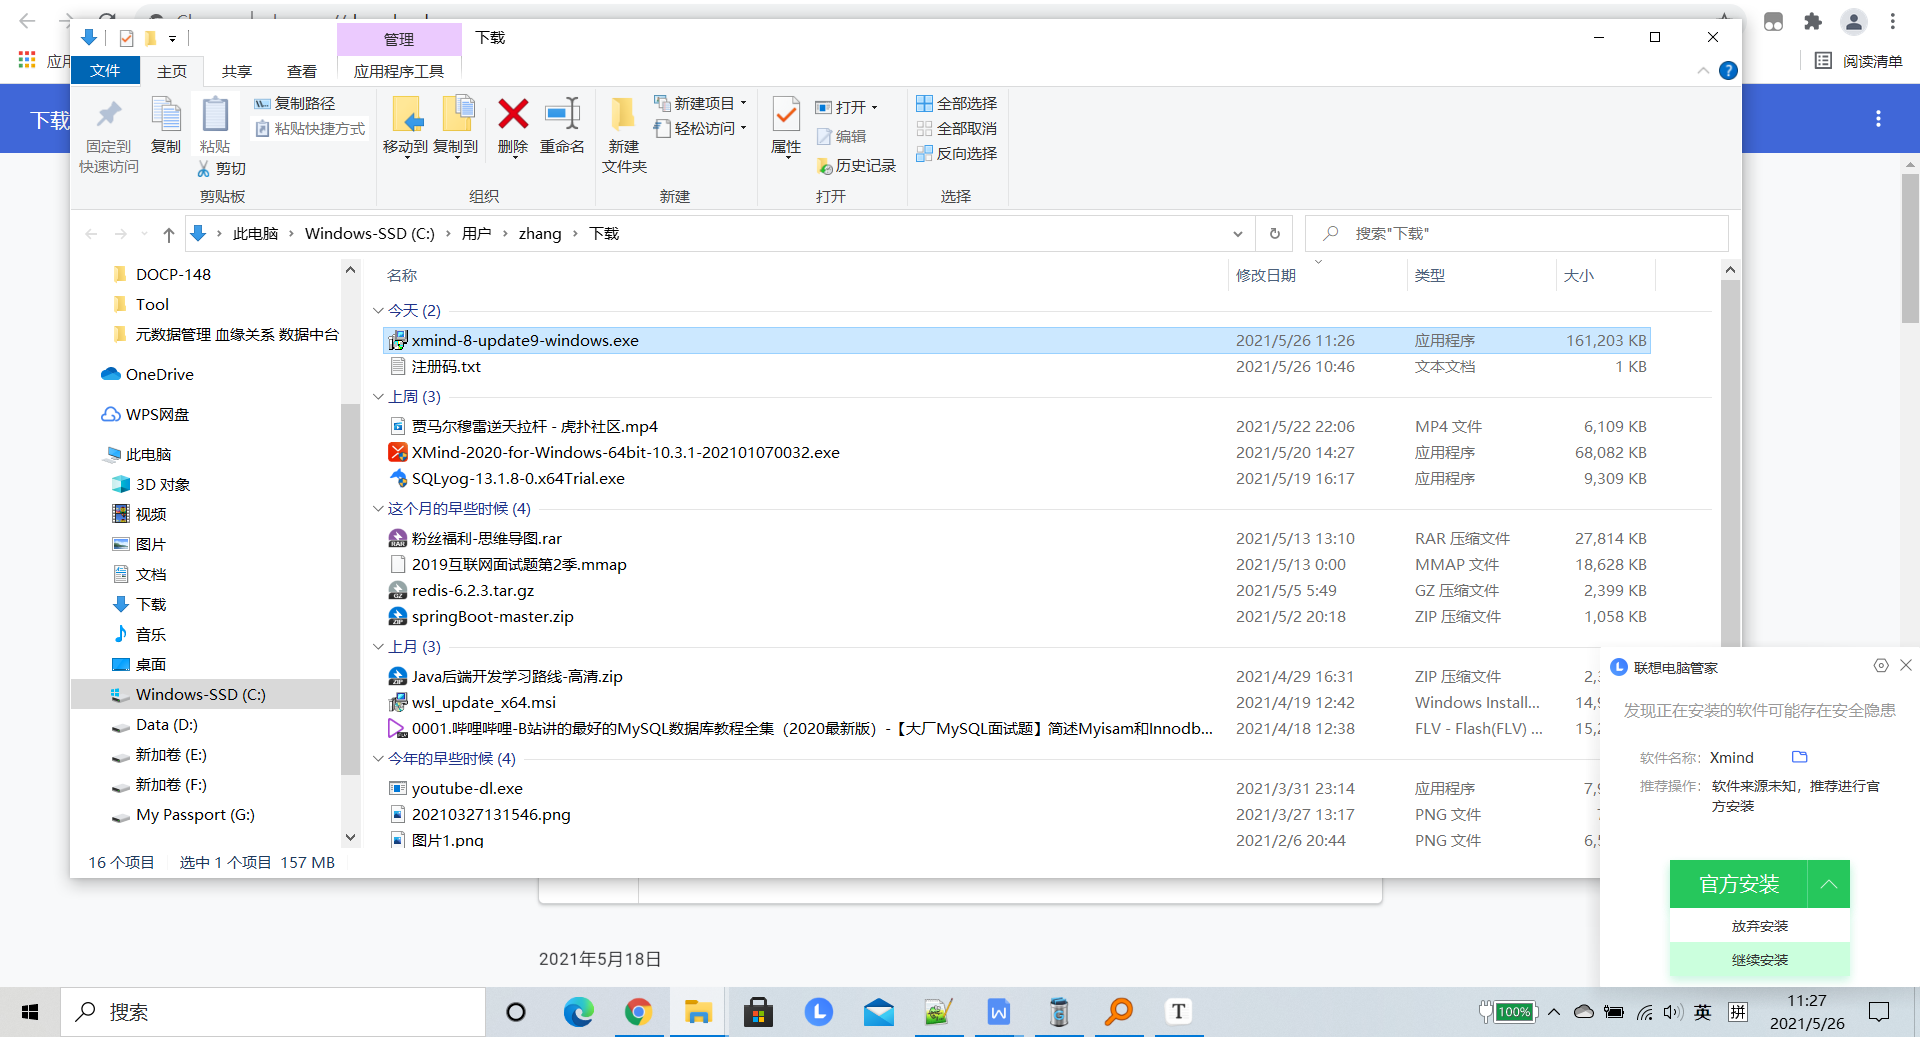 管理
下载
应用
阅读清单
文件
主页
共享
查看
应用程序工具
下载
固定到
快速访问
复制
粘贴
复制路径
粘贴快捷方式
剪切
剪贴板
移动到
复制到
删除
重命名
组织
新建
文件夹
新建项目
轻松访问
新建
属性
打开
编辑
历史记录
打开
全部选择
全部取消
反向选择
选择
此电脑 › Windows-SSD (C:) › 用户 › zhang › 下载
搜索"下载"
DOCP-148
Tool
元数据管理 血缘关系 数据中台
OneDrive
WPS网盘
此电脑
3D 对象
视频
图片
文档
下载
音乐
桌面
Windows-SSD (C:)
Data (D:)
新加卷 (E:)
新加卷 (F:)
My Passport (G:)
名称 修改日期 类型 大小
今天 (2)
xmind-8-update9-windows.exe 2021/5/26 11:26 应用程序 161,203 KB
注册码.txt 2021/5/26 10:46 文本文档 1 KB
上周 (3)
贾马尔穆雷逆天拉杆 - 虎扑社区.mp4 2021/5/22 22:06 MP4 文件 6,109 KB
XMind-2020-for-Windows-64bit-10.3.1-202101070032.exe 2021/5/20 14:27 应用程序 68,082 KB
SQLyog-13.1.8-0.x64Trial.exe 2021/5/19 16:17 应用程序 9,309 KB
这个月的早些时候 (4)
粉丝福利-思维导图.rar 2021/5/13 13:10 RAR 压缩文件 27,814 KB
2019互联网面试题第2季.mmap 2021/5/13 0:00 MMAP 文件 18,628 KB
redis-6.2.3.tar.gz 2021/5/5 5:49 GZ 压缩文件 2,399 KB
springBoot-master.zip 2021/5/2 20:18 ZIP 压缩文件 1,058 KB
上月 (3)
Java后端开发学习路线-高清.zip 2021/4/29 16:31 ZIP 压缩文件
wsl_update_x64.msi 2021/4/19 12:42 Windows Install...
0001.哔哩哔哩-B站讲的最好的MySQL数据库教程全集（2020最新版）-【大厂MySQL面试题】简述Myisam和Innodb... 2021/4/18 12:38 FLV - Flash(FLV) ...
今年的早些时候 (4)
youtube-dl.exe 2021/3/31 23:14 应用程序
20210327131546.png 2021/3/27 13:17 PNG 文件
图片1.png 2021/2/6 20:44 PNG 文件
16 个项目 选中 1 个项目 157 MB
联想电脑管家
发现正在安装的软件可能存在安全隐患
软件名称： Xmind
推荐操作： 软件来源未知，推荐进行官
方安装
官方安装
放弃安装
继续安装
2021年5月18日
搜索
100%
英
拼
11:27
2021/5/26